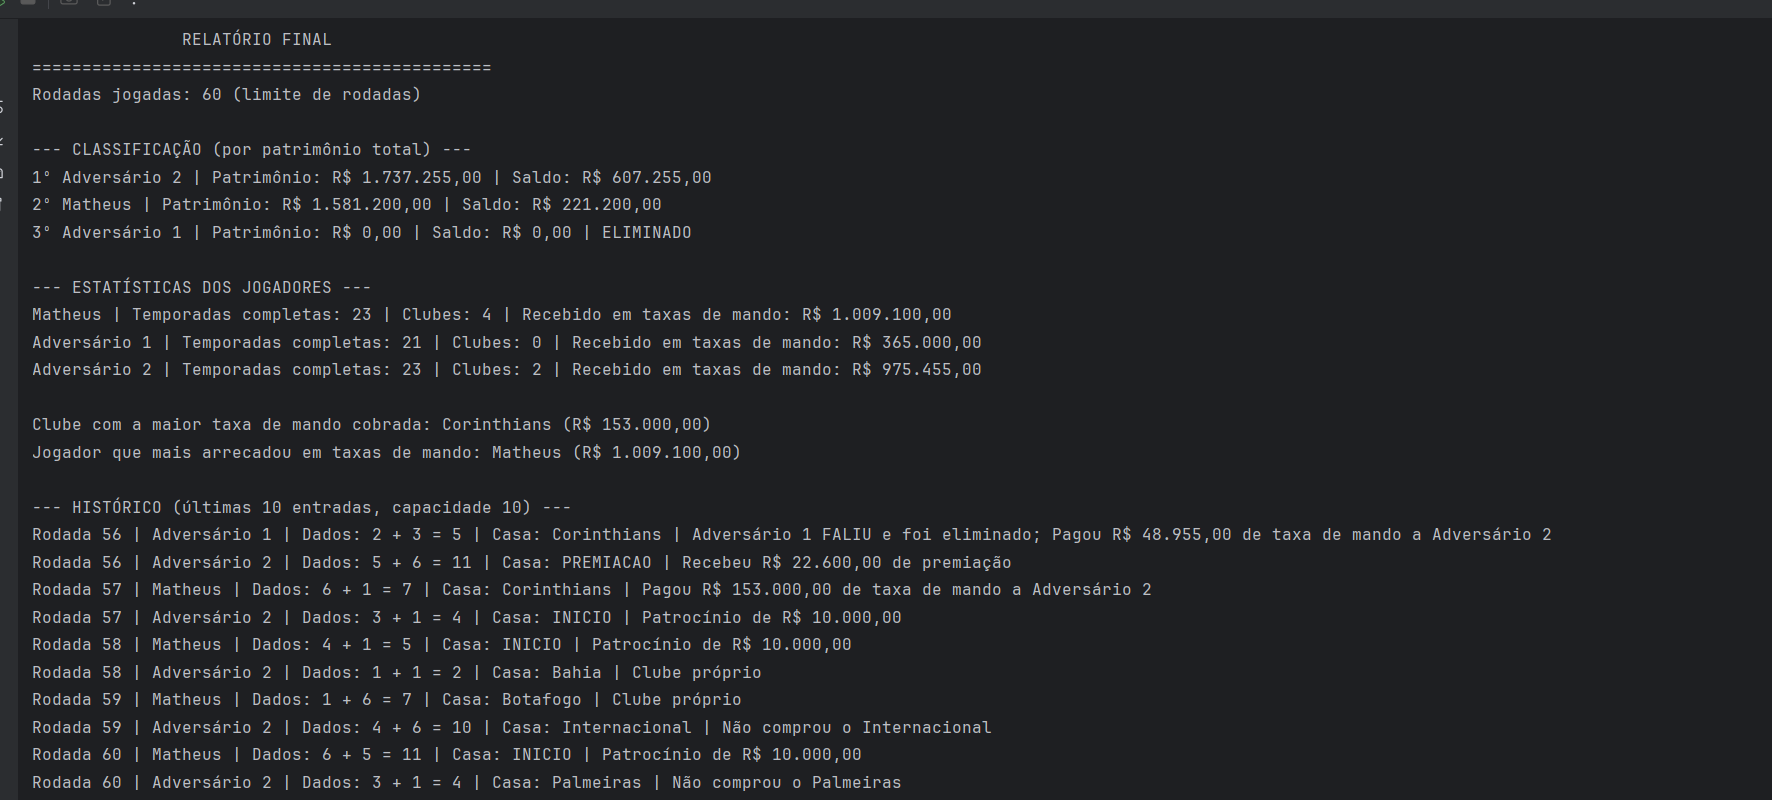 RELATÓRIO FINAL
==============================================
Rodadas jogadas: 60 (limite de rodadas)
--- CLASSIFICAÇÃO (por patrimônio total) ---
1º Adversário 2 | Patrimônio: R$ 1.737.255,00 | Saldo: R$ 607.255,00
2º Matheus | Patrimônio: R$ 1.581.200,00 | Saldo: R$ 221.200,00
3º Adversário 1 | Patrimônio: R$ 0,00 | Saldo: R$ 0,00 | ELIMINADO
--- ESTATÍSTICAS DOS JOGADORES ---
Matheus | Temporadas completas: 23 | Clubes: 4 | Recebido em taxas de mando: R$ 1.009.100,00
Adversário 1 | Temporadas completas: 21 | Clubes: 0 | Recebido em taxas de mando: R$ 365.000,00
Adversário 2 | Temporadas completas: 23 | Clubes: 2 | Recebido em taxas de mando: R$ 975.455,00
Clube com a maior taxa de mando cobrada: Corinthians (R$ 153.000,00)
Jogador que mais arrecadou em taxas de mando: Matheus (R$ 1.009.100,00)
--- HISTÓRICO (últimas 10 entradas, capacidade 10) ---
Rodada 56 | Adversário 1 | Dados: 2 + 3 = 5 | Casa: Corinthians | Adversário 1 FALIU e foi eliminado; Pagou R$ 48.955,00 de taxa de mando a Adversário 2
Rodada 56 | Adversário 2 | Dados: 5 + 6 = 11 | Casa: PREMIACAO | Recebeu R$ 22.600,00 de premiação
Rodada 57 | Matheus | Dados: 6 + 1 = 7 | Casa: Corinthians | Pagou R$ 153.000,00 de taxa de mando a Adversário 2
Rodada 57 | Adversário 2 | Dados: 3 + 1 = 4 | Casa: INICIO | Patrocínio de R$ 10.000,00
Rodada 58 | Matheus | Dados: 4 + 1 = 5 | Casa: INICIO | Patrocínio de R$ 10.000,00
Rodada 58 | Adversário 2 | Dados: 1 + 1 = 2 | Casa: Bahia | Clube próprio
Rodada 59 | Matheus | Dados: 1 + 6 = 7 | Casa: Botafogo | Clube próprio
Rodada 59 | Adversário 2 | Dados: 4 + 6 = 10 | Casa: Internacional | Não comprou o Internacional
Rodada 60 | Matheus | Dados: 6 + 5 = 11 | Casa: INICIO | Patrocínio de R$ 10.000,00
Rodada 60 | Adversário 2 | Dados: 3 + 1 = 4 | Casa: Palmeiras | Não comprou o Palmeiras